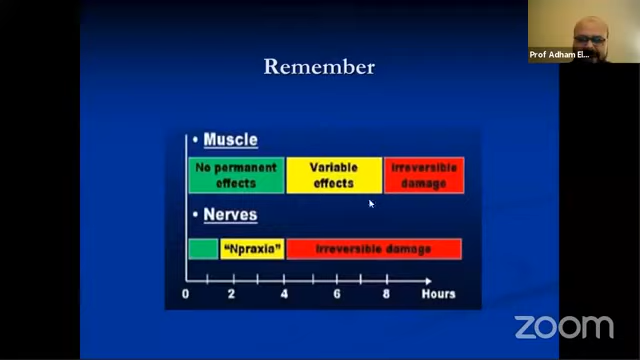 Prof Adham El...
Remember
• Muscle
No permanent effects
Variable effects
Irreversible damage
• Nerves
"Npraxia"
Irreversible damage
0 2 4 6 8 Hours
zoom